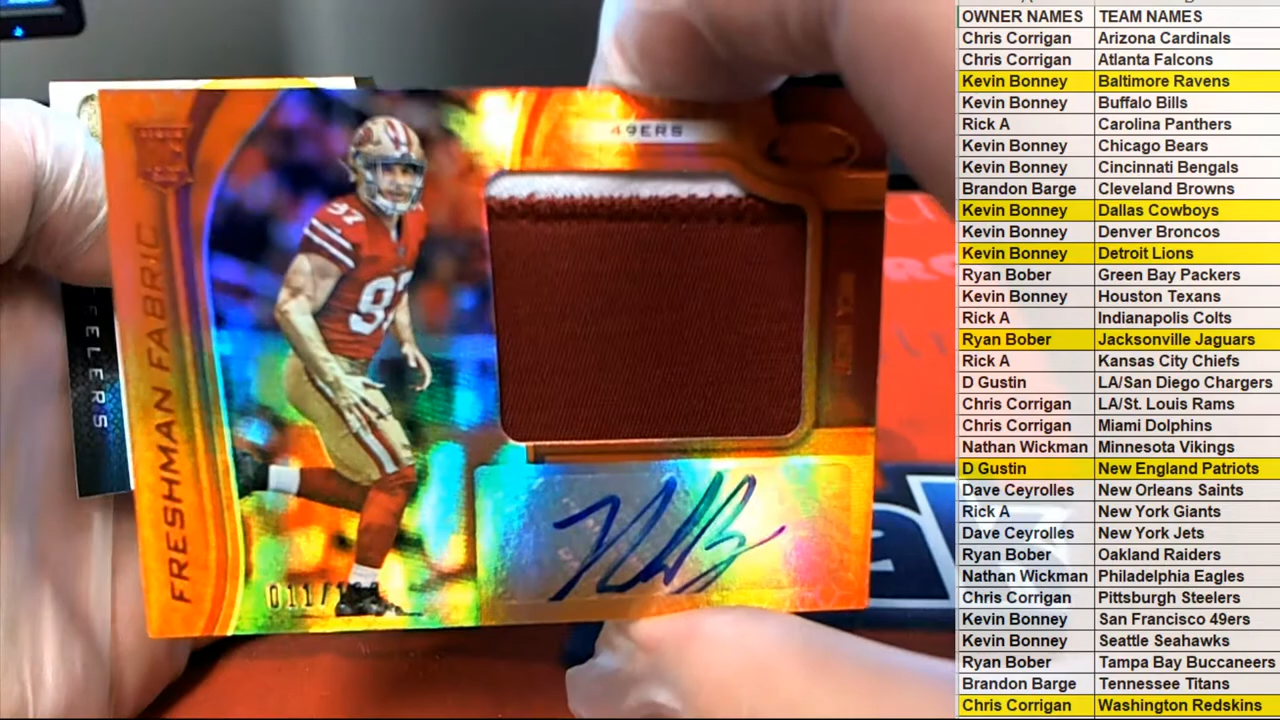 49ERS
FRESHMAN FABRIC
97
97
011/1
FELERS
OWNER NAMES TEAM NAMES
Chris Corrigan Arizona Cardinals
Chris Corrigan Atlanta Falcons
Kevin Bonney Baltimore Ravens
Kevin Bonney Buffalo Bills
Rick A Carolina Panthers
Kevin Bonney Chicago Bears
Kevin Bonney Cincinnati Bengals
Brandon Barge Cleveland Browns
Kevin Bonney Dallas Cowboys
Kevin Bonney Denver Broncos
Kevin Bonney Detroit Lions
Ryan Bober Green Bay Packers
Kevin Bonney Houston Texans
Rick A Indianapolis Colts
Ryan Bober Jacksonville Jaguars
Rick A Kansas City Chiefs
D Gustin LA/San Diego Chargers
Chris Corrigan LA/St. Louis Rams
Chris Corrigan Miami Dolphins
Nathan Wickman Minnesota Vikings
D Gustin New England Patriots
Dave Ceyrolles New Orleans Saints
Rick A New York Giants
Dave Ceyrolles New York Jets
Ryan Bober Oakland Raiders
Nathan Wickman Philadelphia Eagles
Chris Corrigan Pittsburgh Steelers
Kevin Bonney San Francisco 49ers
Kevin Bonney Seattle Seahawks
Ryan Bober Tampa Bay Buccaneers
Brandon Barge Tennessee Titans
Chris Corrigan Washington Redskins